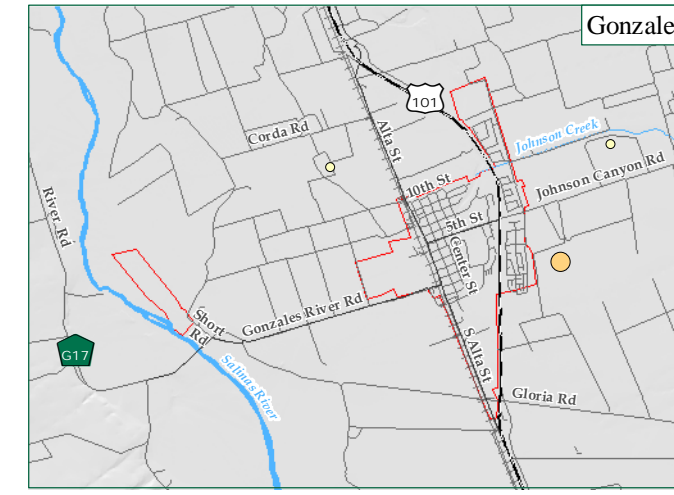 Gonzale
101
Johnson Creek
Corda Rd
Alta St
Johnson Canyon Rd
10th St
River Rd
5th St
Center St
Gonzales River Rd
Short
Rd
G17
S Alta St
Salinas River
Gloria Rd